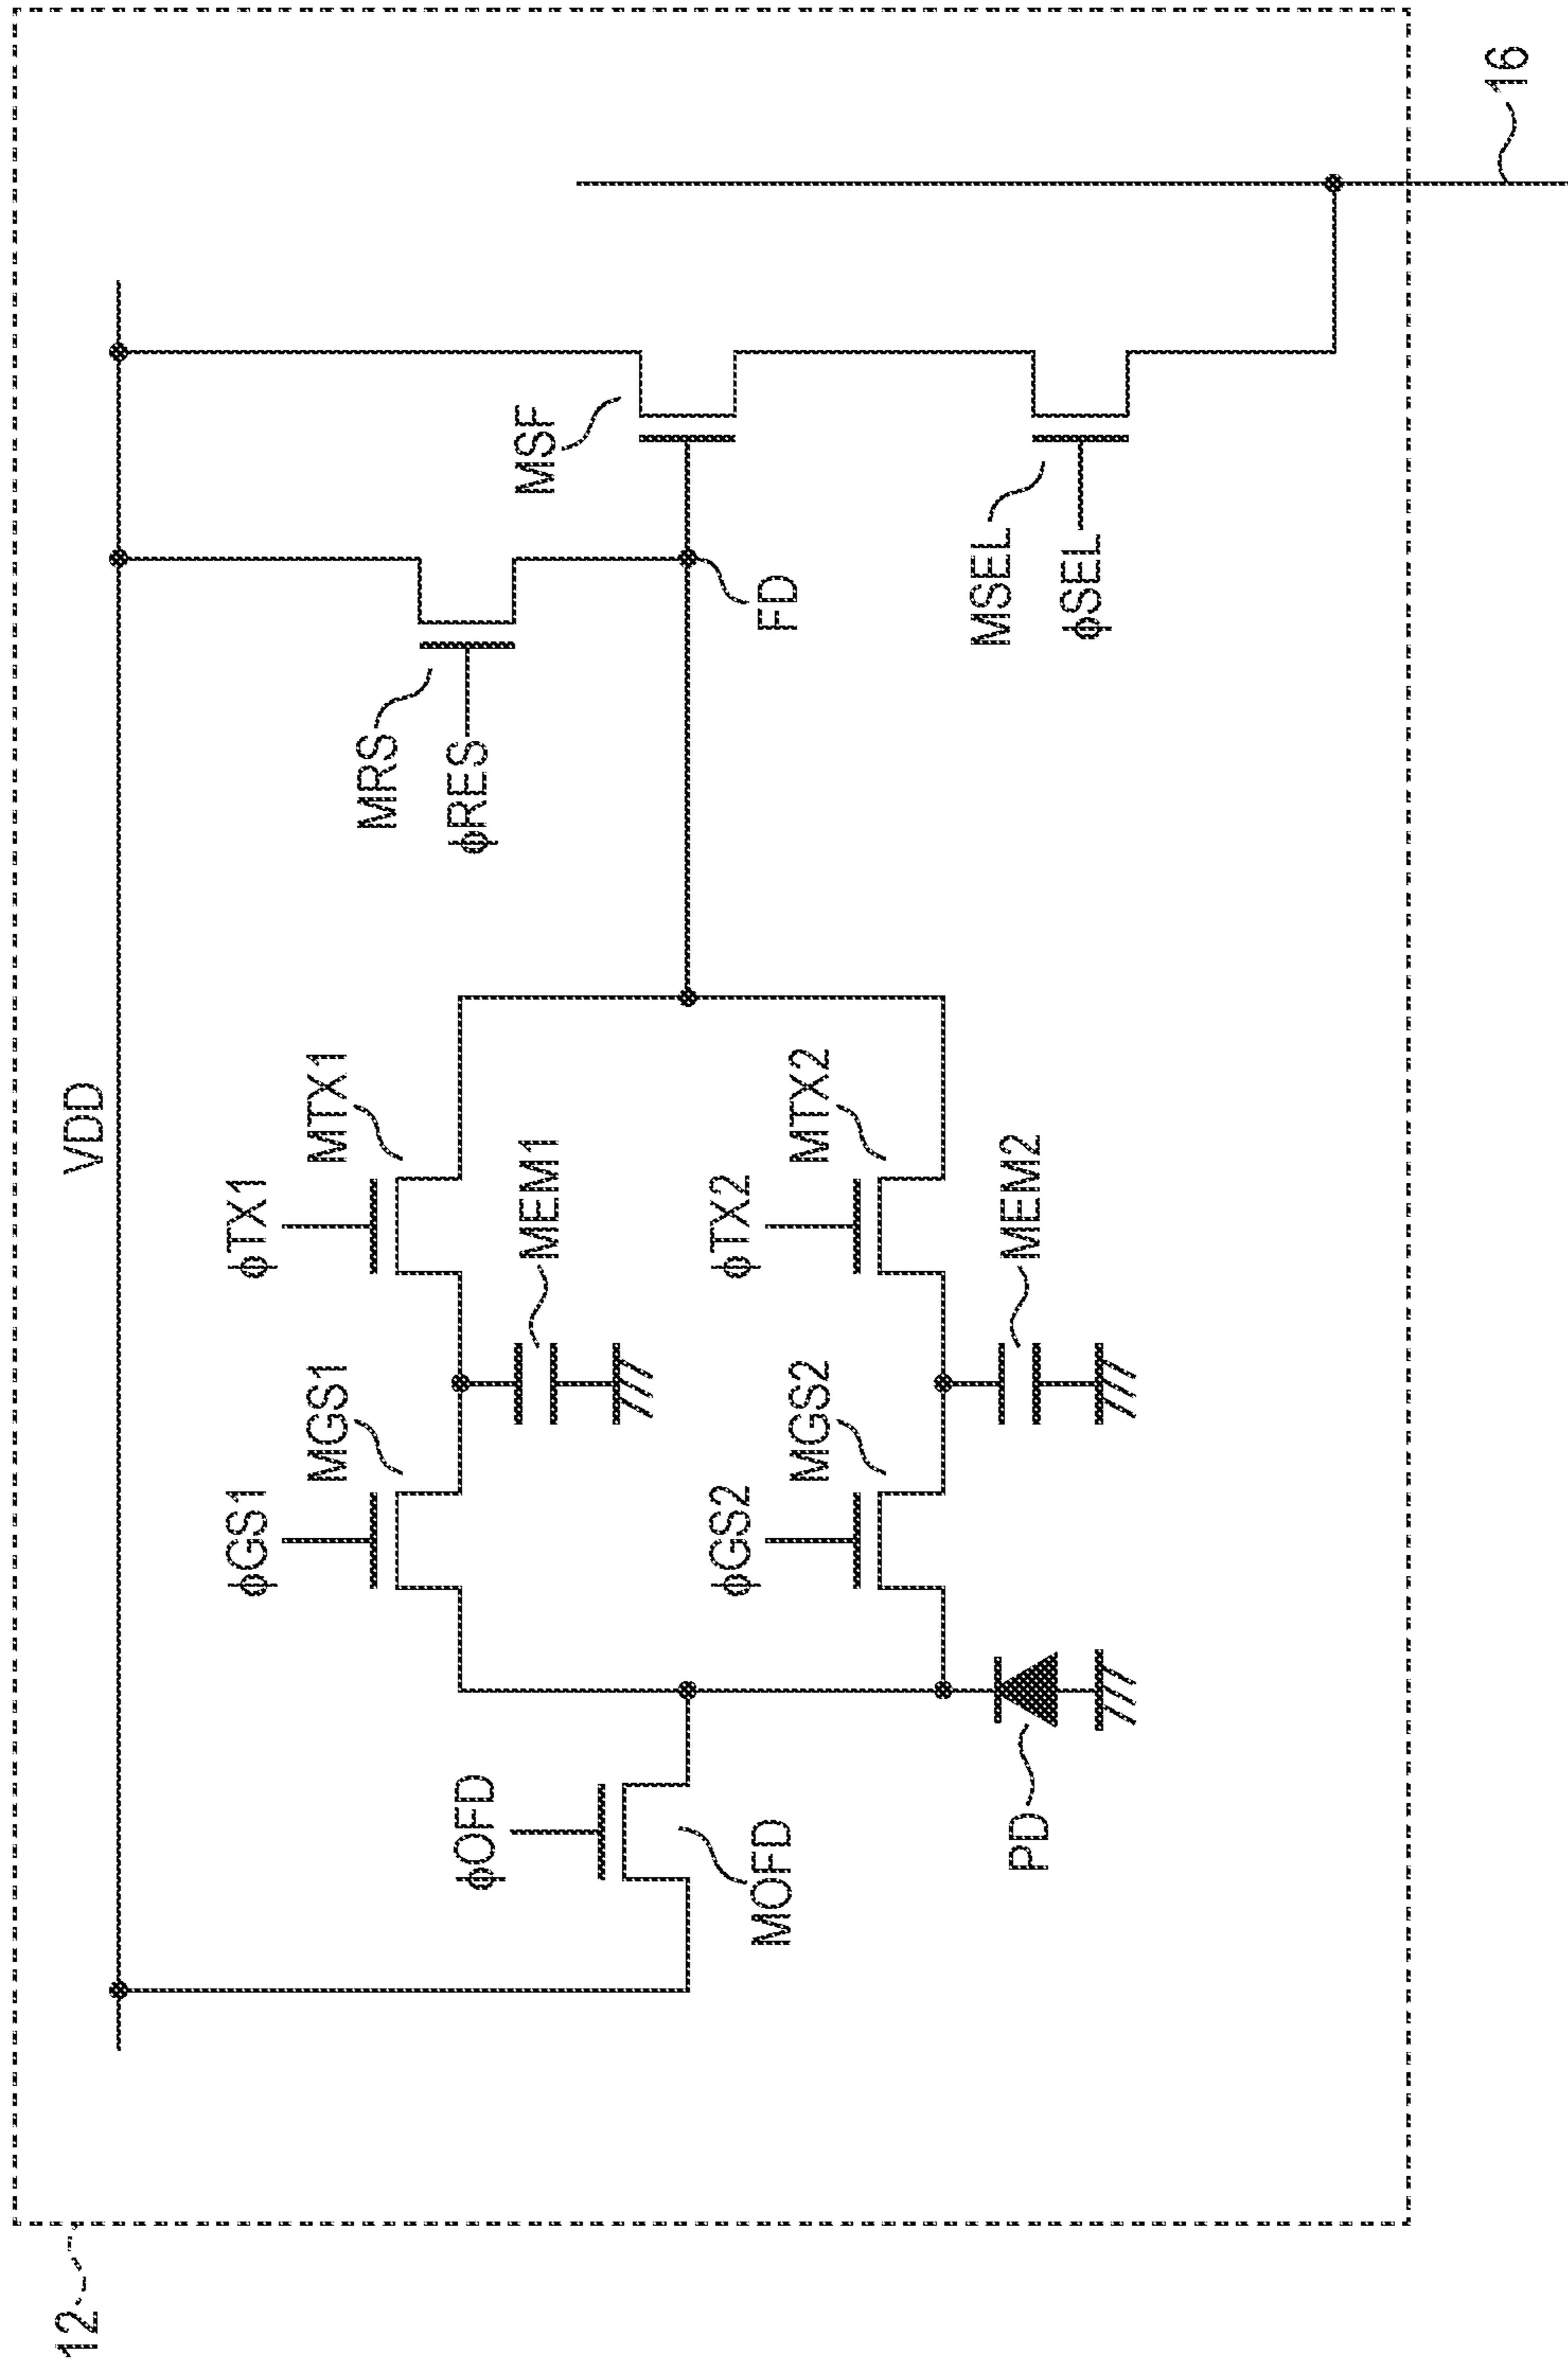 12
VDD
ϕOFD
MOFD
PD
ϕGS1
MGS1
ϕTX1
MTX1
MEM1
ϕGS2
MGS2
ϕTX2
MTX2
MEM2
MRS
ϕRES
MSF
FD
MSEL
ϕSEL
16